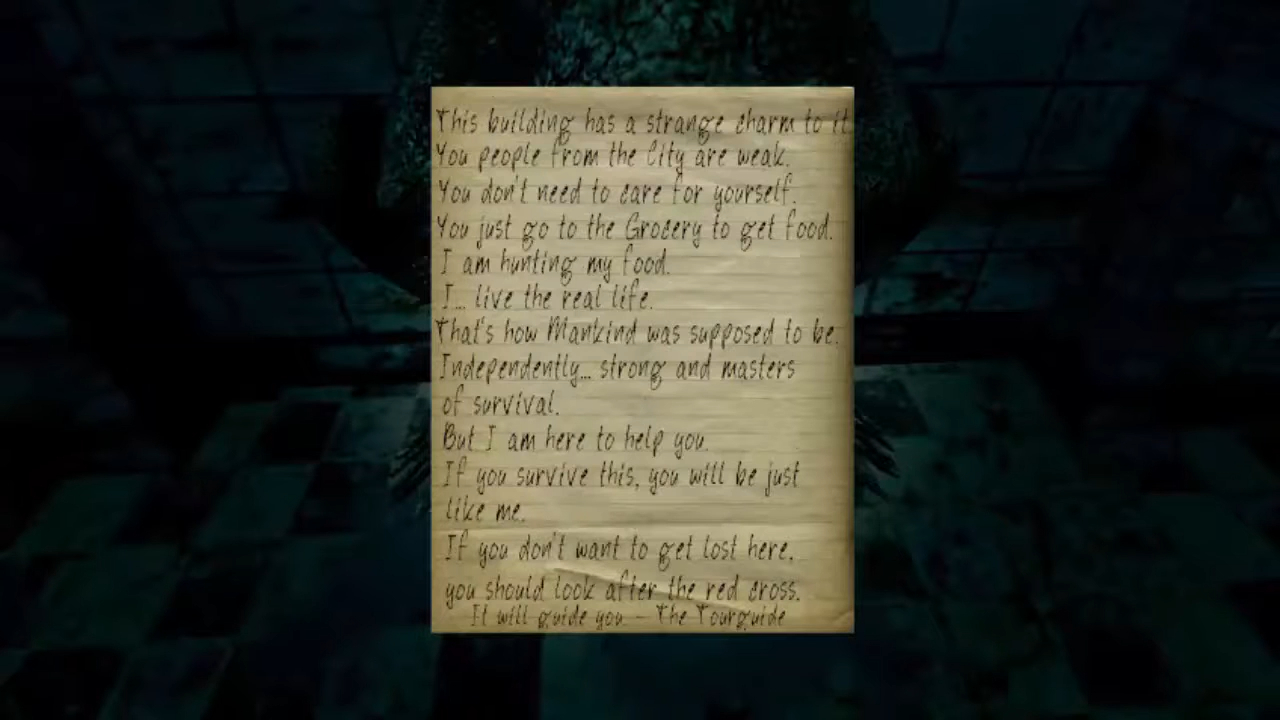 This building has a strange charm to it
You people from the City are weak.
You don't need to care for yourself.
You just go to the Grocery to get food.
I am hunting my food.
I... live the real life.
That's how Mankind was supposed to be.
Independently... strong and masters
of survival.
But I am here to help you.
If you survive this, you will be just
like me.
If you don't want to get lost here,
you should look after the red cross.
It will guide you. - The Tourguide